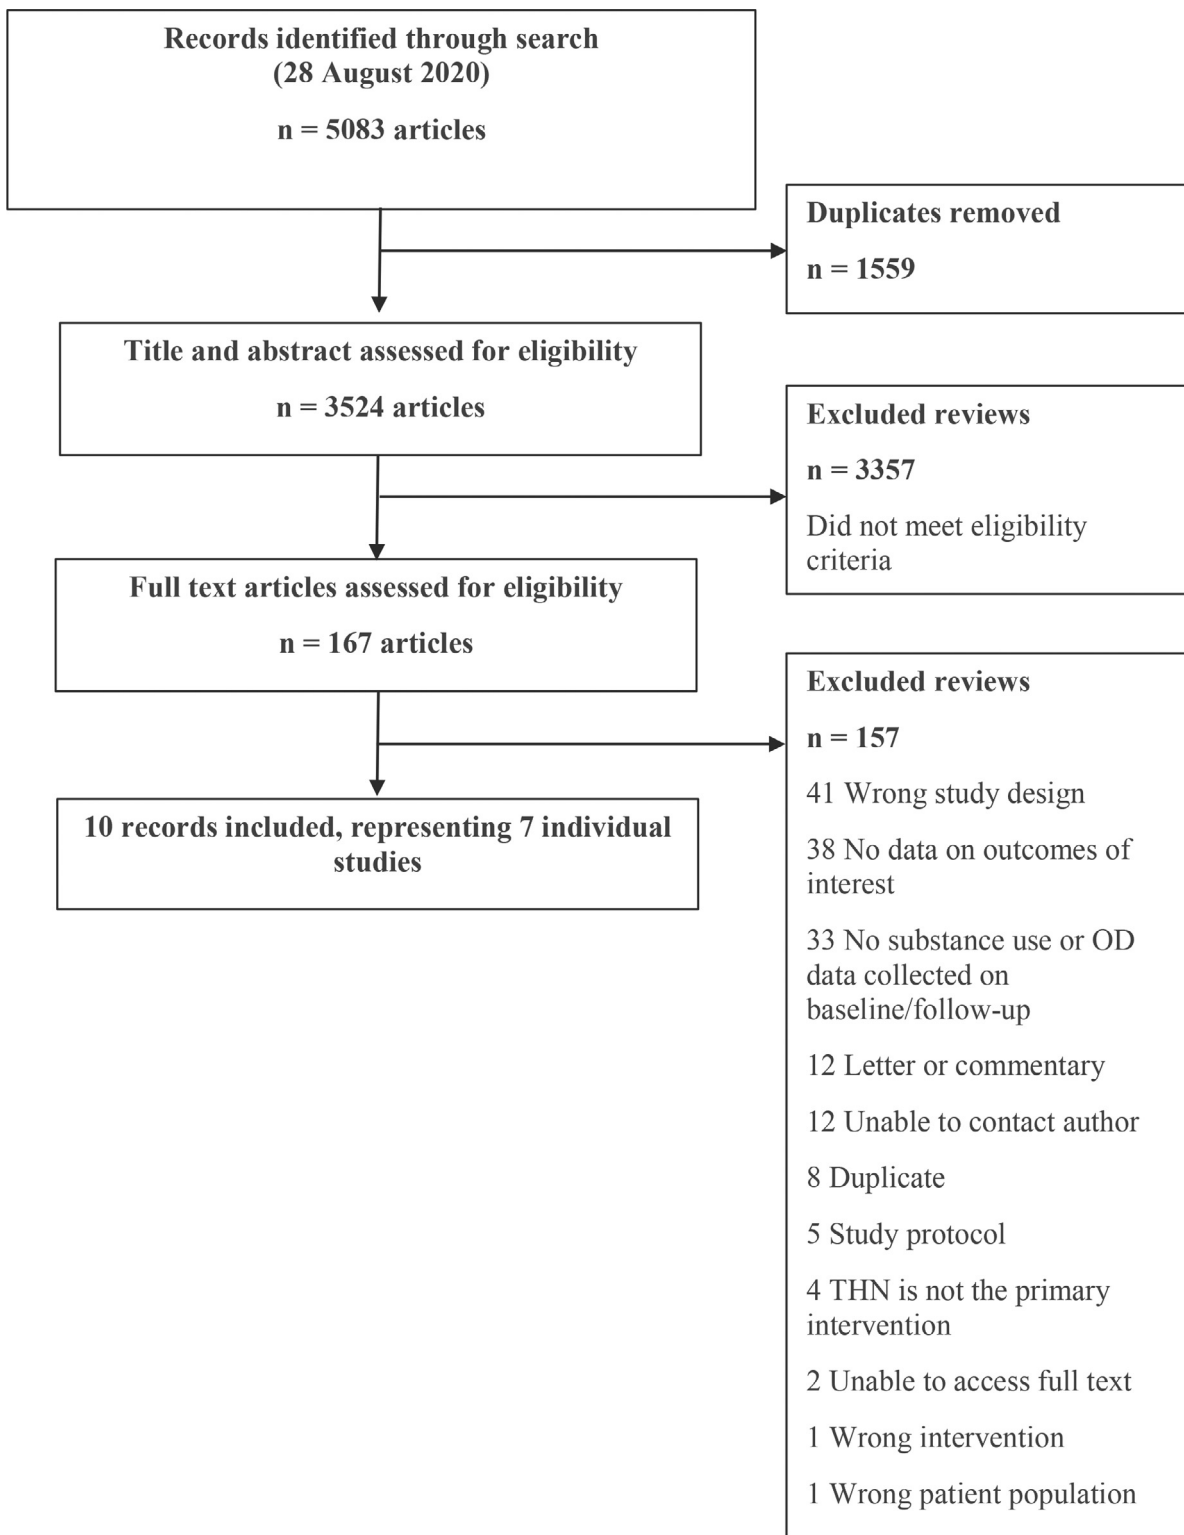 Records identified through search
(28 August 2020)
n = 5083 articles
Duplicates removed
n = 1559
Title and abstract assessed for eligibility
n = 3524 articles
Excluded reviews
n = 3357
Did not meet eligibility
criteria
Full text articles assessed for eligibility
n = 167 articles
Excluded reviews
n = 157
41 Wrong study design
38 No data on outcomes of
interest
33 No substance use or OD
data collected on
baseline/follow-up
12 Letter or commentary
12 Unable to contact author
8 Duplicate
5 Study protocol
4 THN is not the primary
intervention
2 Unable to access full text
1 Wrong intervention
1 Wrong patient population
10 records included, representing 7 individual
studies